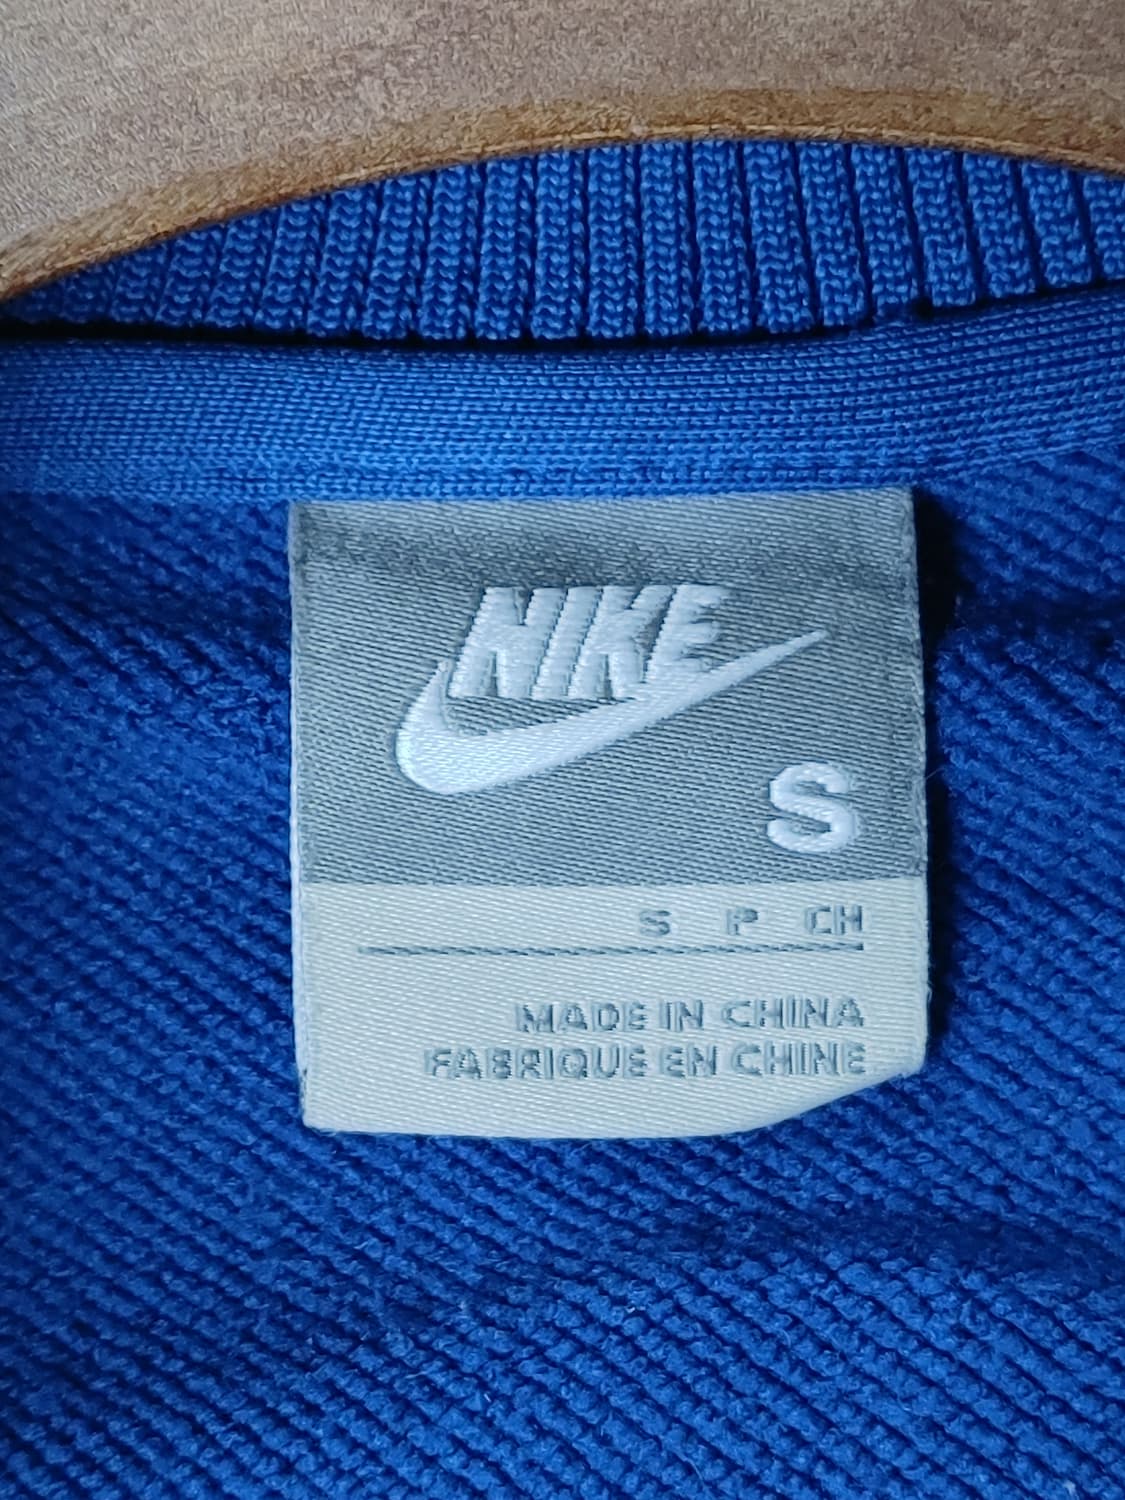 NIKE
S
S P CH
MADE IN CHINA
FABRIQUE EN CHINE